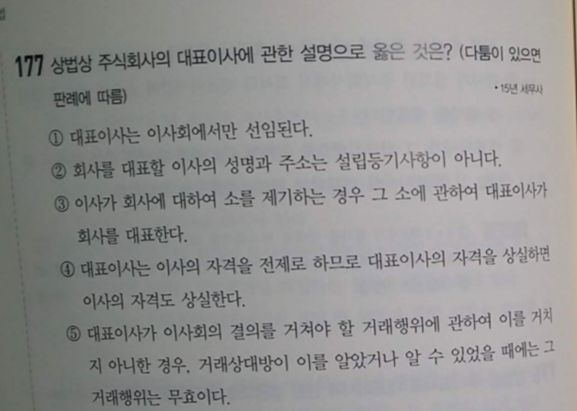 177 상법상 주식회사의 대표이사에 관한 설명으로 옳은 것은? (다툼이 있으면
판례에 따름)
• 15년 세무사
① 대표이사는 이사회에서만 선임된다.
② 회사를 대표할 이사의 성명과 주소는 설립등기사항이 아니다.
③ 이사가 회사에 대하여 소를 제기하는 경우 그 소에 관하여 대표이사가
회사를 대표한다.
④ 대표이사는 이사의 자격을 전제로 하므로 대표이사의 자격을 상실하면
이사의 자격도 상실한다.
⑤ 대표이사가 이사회의 결의를 거쳐야 할 거래행위에 관하여 이를 거치
지 아니한 경우, 거래상대방이 이를 알았거나 알 수 있었을 때에는 그
거래행위는 무효이다.